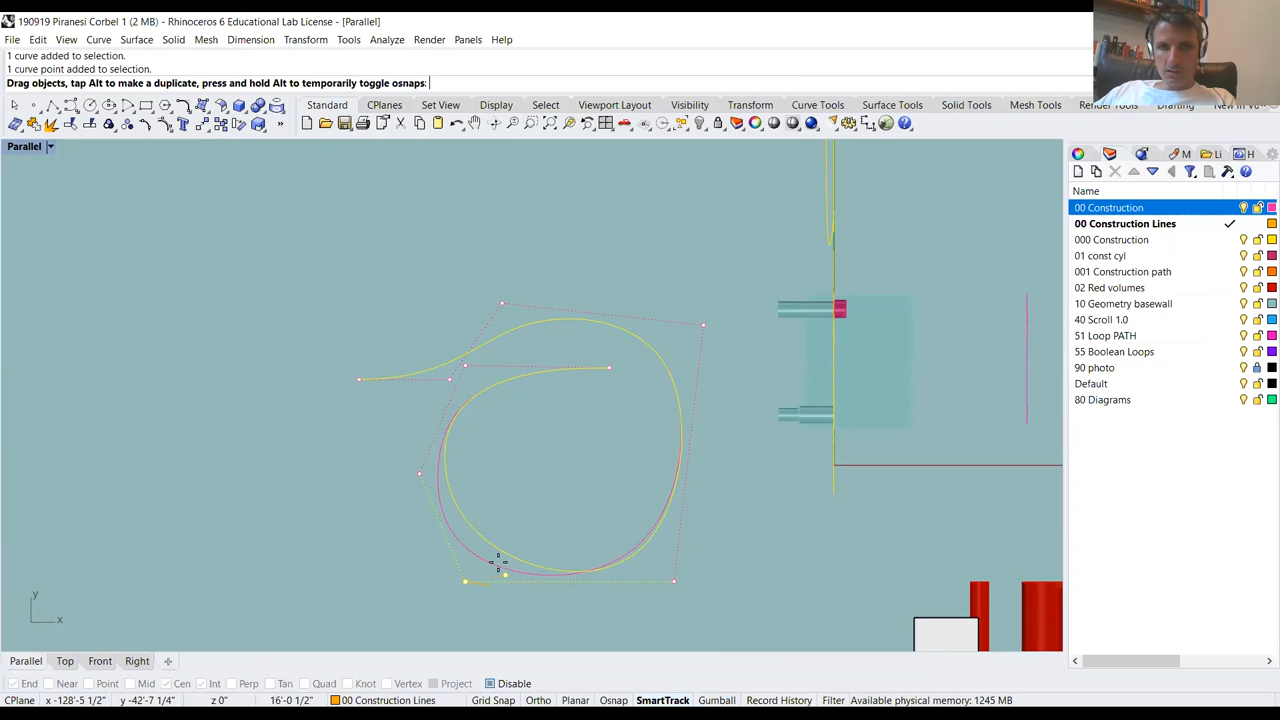 190919 Piranesi Corbel 1 (2 MB) - Rhinoceros 6 Educational Lab License - [Parallel]
File Edit View Curve Surface Solid Mesh Dimension Transform Tools Analyze Render Panels Help
1 curve added to selection.
1 curve point added to selection.
Drag objects, tap Alt to make a duplicate, press and hold Alt to temporarily toggle osnaps:
Standard CPlanes Set View Display Select Viewport Layout Visibility Transform Curve Tools Surface Tools Solid Tools Mesh Tools Render Tools Drafting
Parallel
M Li H
Name
00 Construction
00 Construction Lines
000 Construction
01 const cyl
001 Construction path
02 Red volumes
10 Geometry basewall
40 Scroll 1.0
51 Loop PATH
55 Boolean Loops
90 photo
Default
80 Diagrams
y
x
Parallel Top Front Right
End Near Point Mid Cen Int Perp Tan Quad Knot Vertex Project Disable
CPlane x -128'-5 1/2" y -42'-7 1/4" z 0" 16'-0 1/2" 00 Construction Lines Grid Snap Ortho Planar Osnap SmartTrack Gumball Record History Filter Available physical memory: 1245 MB